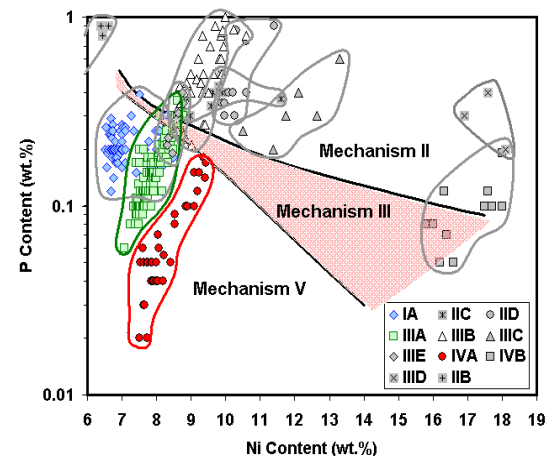 1
0.1
0.01
P Content (wt.%)
Mechanism II
Mechanism III
Mechanism V
IA IIC IID
IIIA IIIB IIIC
IIIE IVA IVB
IIID IIB
6 7 8 9 10 11 12 13 14 15 16 17 18 19
Ni Content (wt.%)